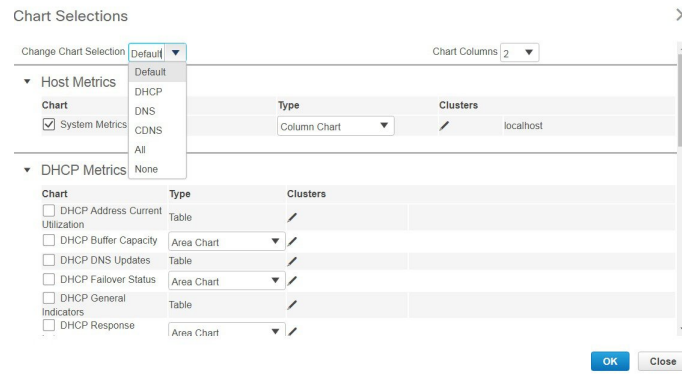 Chart Selections
Change Chart Selection Default
Chart Columns 2
Default
DHCP
DNS
CDNS
All
None
Host Metrics
Chart Type Clusters
System Metrics Column Chart localhost
DHCP Metrics
Chart Type Clusters
DHCP Address Current
Utilization
Table
DHCP Buffer Capacity Area Chart
DHCP DNS Updates Table
DHCP Failover Status Area Chart
DHCP General
Indicators
Table
DHCP Response
Area Chart
OK Close